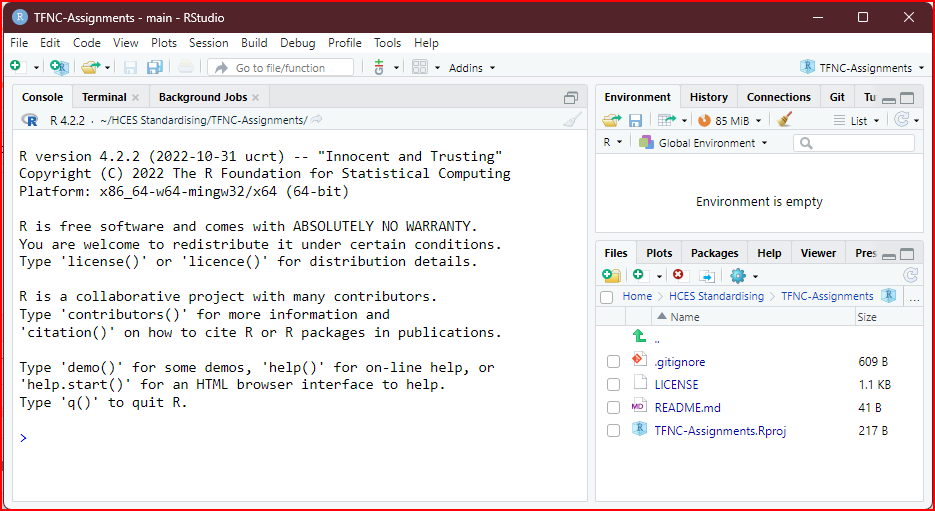 TFNC-Assignments - main - RStudio
File Edit Code View Plots Session Build Debug Profile Tools Help
Go to file/function Addins TFNC-Assignments
Console Terminal Background Jobs
R 4.2.2 · ~/HCES Standardising/TFNC-Assignments/
R version 4.2.2 (2022-10-31 ucrt) -- "Innocent and Trusting"
Copyright (C) 2022 The R Foundation for Statistical Computing
Platform: x86_64-w64-mingw32/x64 (64-bit)
R is free software and comes with ABSOLUTELY NO WARRANTY.
You are welcome to redistribute it under certain conditions.
Type 'license()' or 'licence()' for distribution details.
R is a collaborative project with many contributors.
Type 'contributors()' for more information and
'citation()' on how to cite R or R packages in publications.
Type 'demo()' for some demos, 'help()' for on-line help, or
'help.start()' for an HTML browser interface to help.
Type 'q()' to quit R.
>
Environment History Connections Git Tu
85 MiB List
R Global Environment
Environment is empty
Files Plots Packages Help Viewer Pres
Home HCES Standardising TFNC-Assignments ...
Name Size
..
.gitignore 609 B
LICENSE 1.1 KB
README.md 41 B
TFNC-Assignments.Rproj 217 B